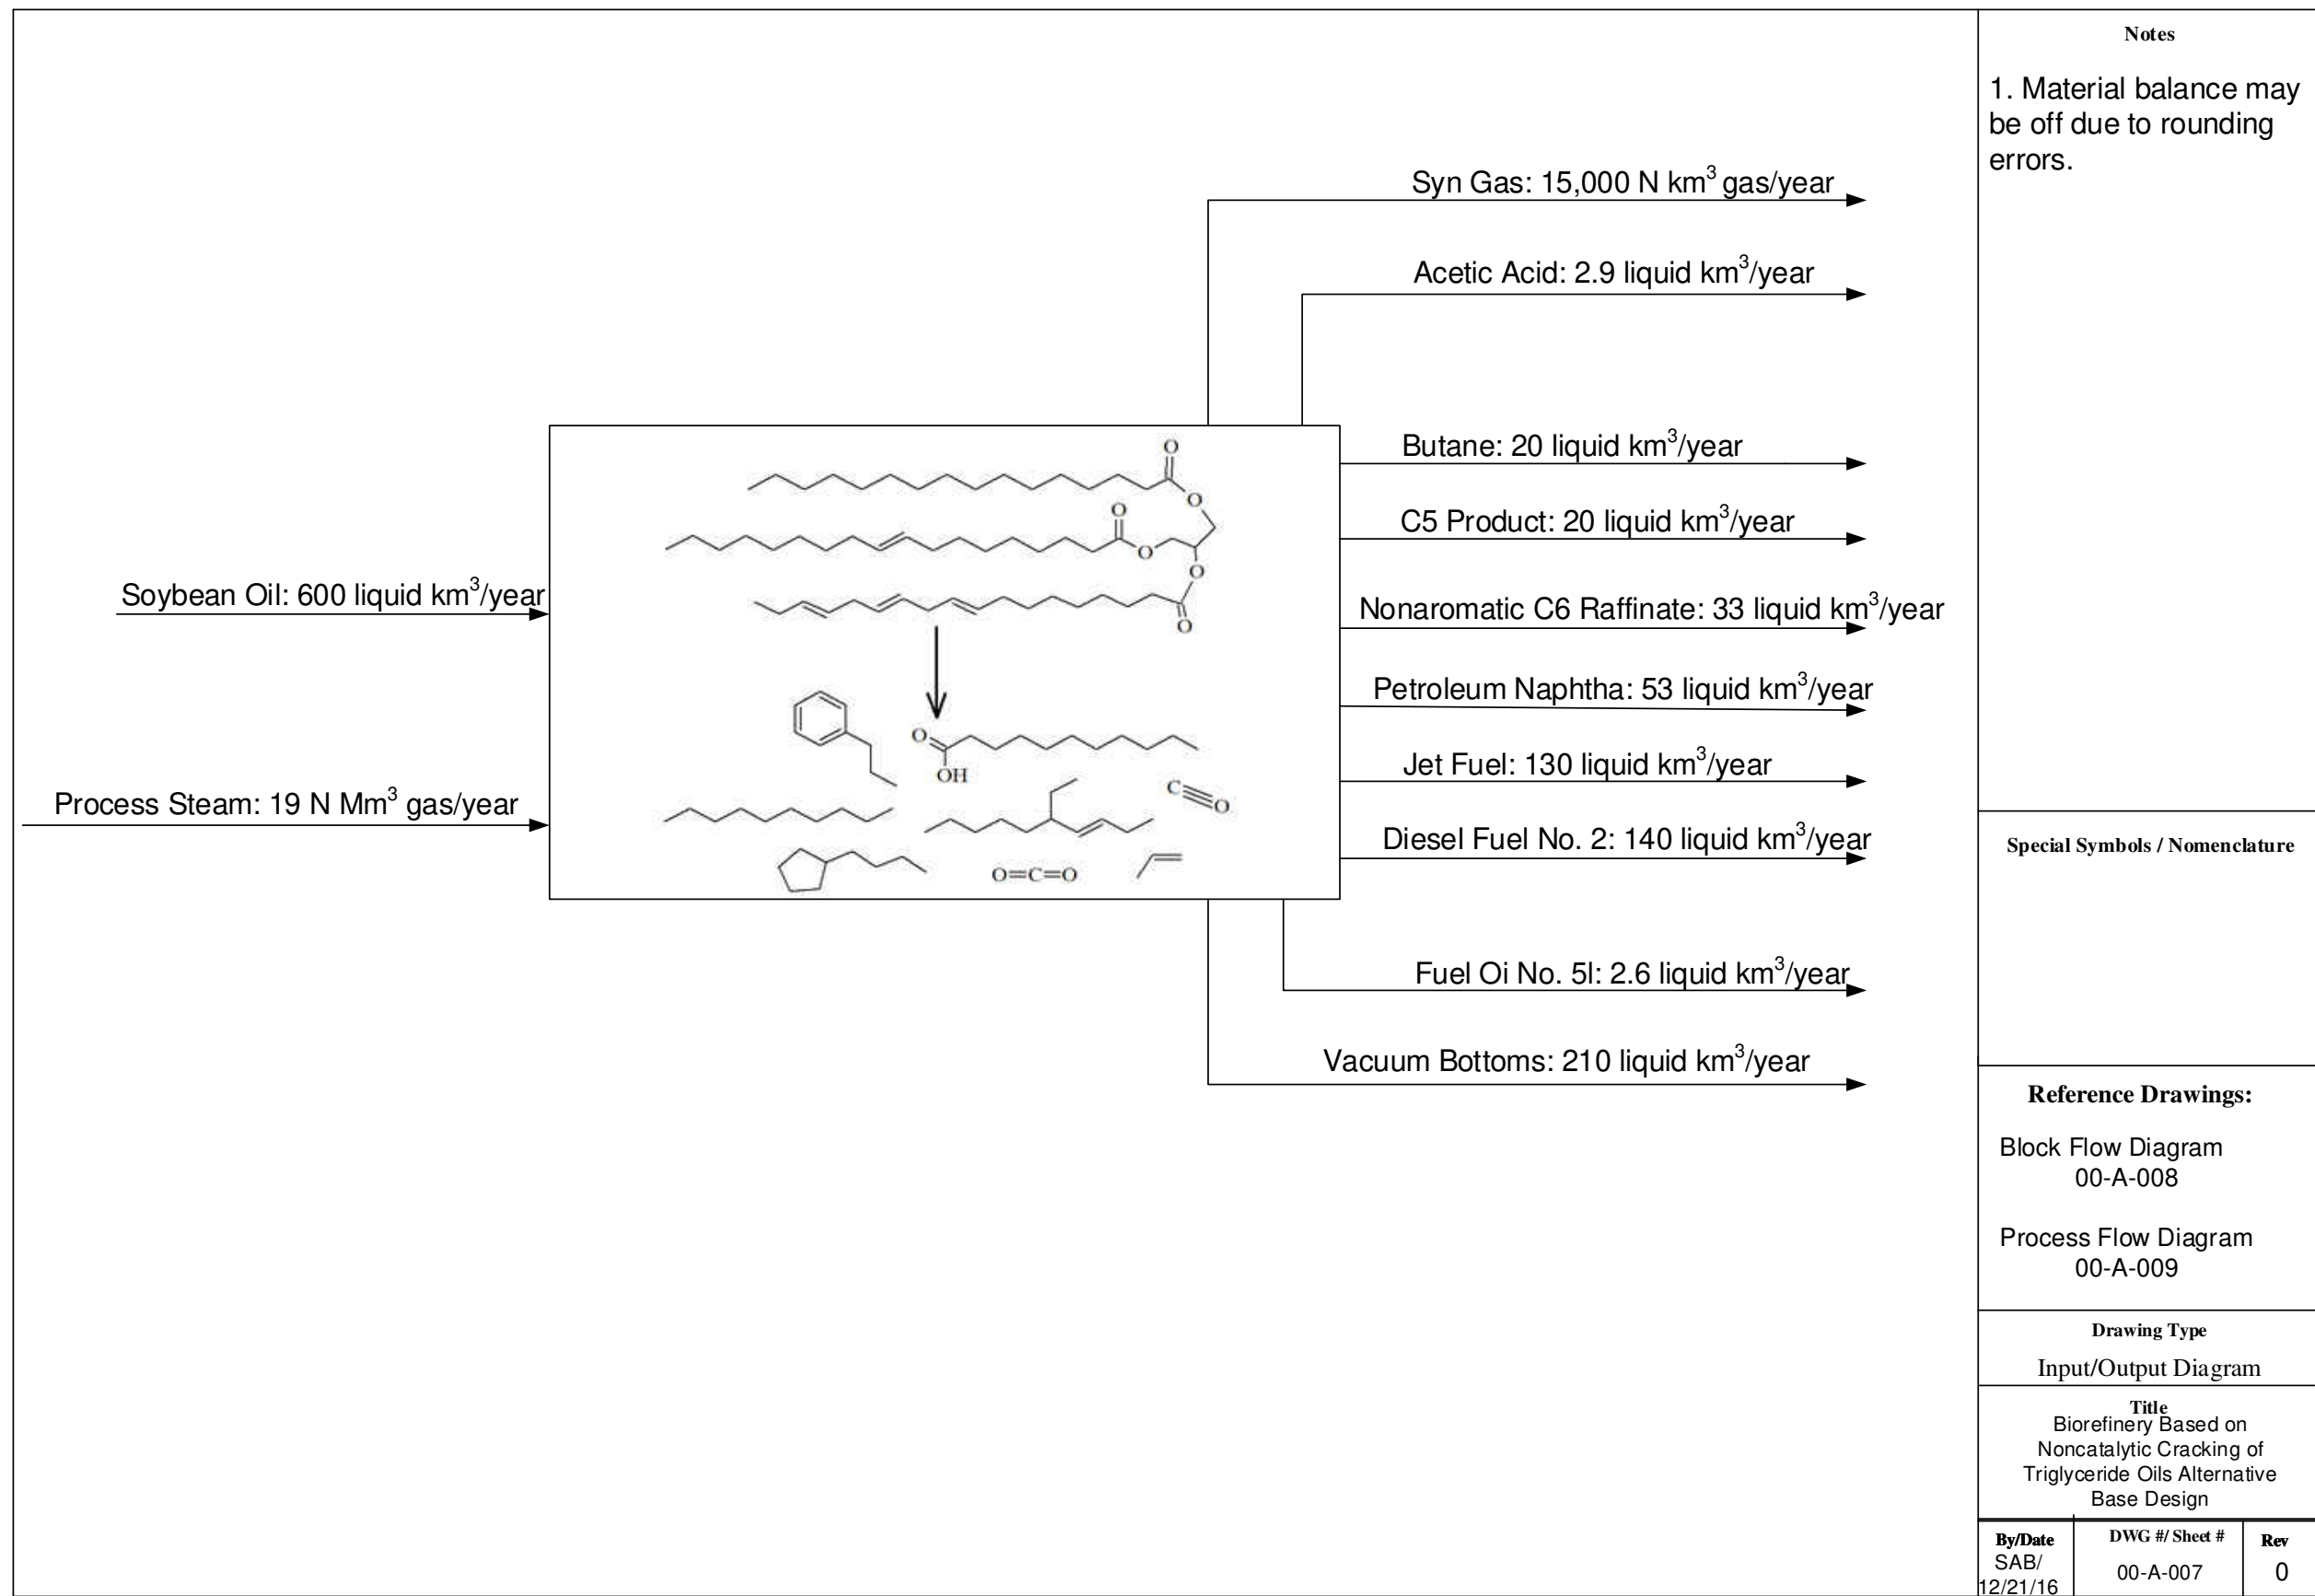 Soybean Oil: 600 liquid km³/year
Process Steam: 19 N Mm³ gas/year
O
O
O
O
O
O
O
OH
C≡O
O=C=O
Syn Gas: 15,000 N km³ gas/year
Acetic Acid: 2.9 liquid km³/year
Butane: 20 liquid km³/year
C5 Product: 20 liquid km³/year
Nonaromatic C6 Raffinate: 33 liquid km³/year
Petroleum Naphtha: 53 liquid km³/year
Jet Fuel: 130 liquid km³/year
Diesel Fuel No. 2: 140 liquid km³/year
Fuel Oi No. 5l: 2.6 liquid km³/year
Vacuum Bottoms: 210 liquid km³/year
Notes
1. Material balance may
be off due to rounding
errors.
Special Symbols / Nomenclature
Reference Drawings:
Block Flow Diagram
00-A-008
Process Flow Diagram
00-A-009
Drawing Type
Input/Output Diagram
Title
Biorefinery Based on
Noncatalytic Cracking of
Triglyceride Oils Alternative
Base Design
By/Date
SAB/
12/21/16
DWG #/ Sheet #
00-A-007
Rev
0